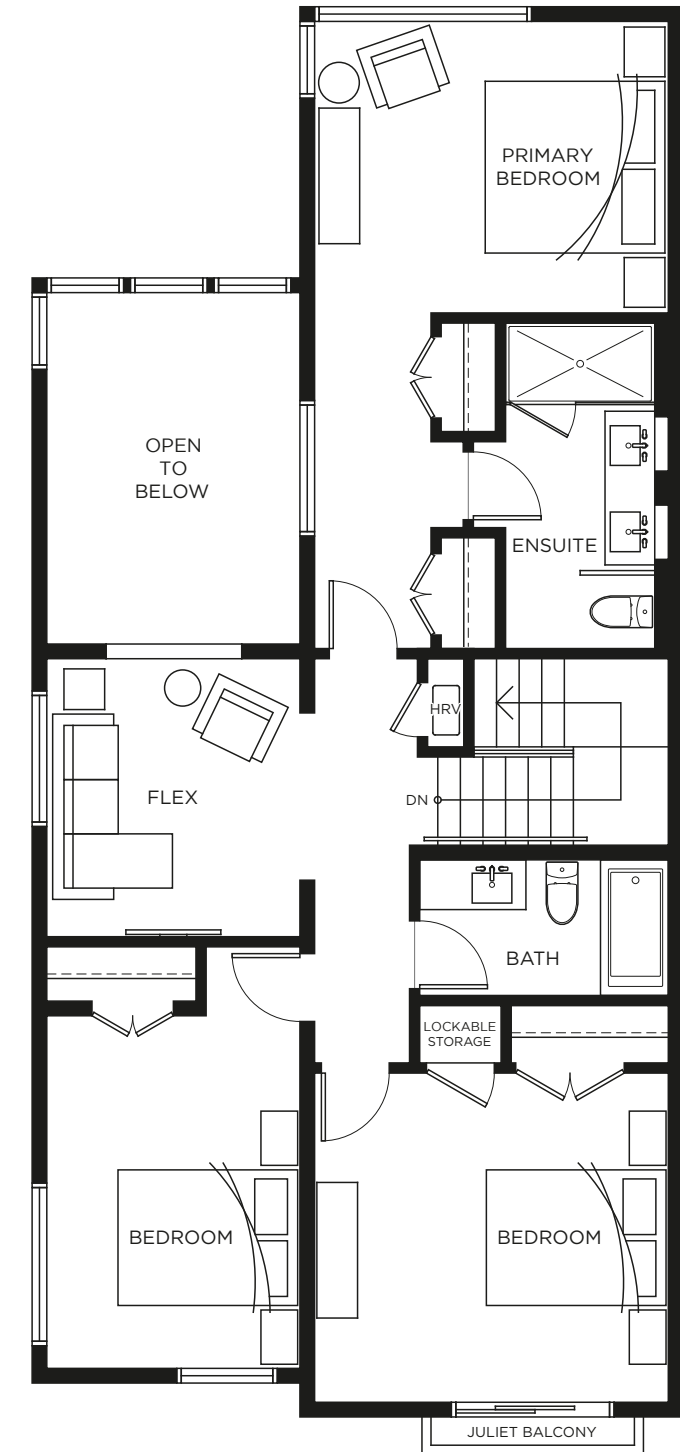 PRIMARY
BEDROOM
OPEN
TO
BELOW
ENSUITE
HRV
FLEX
DN
BATH
LOCKABLE
STORAGE
BEDROOM
BEDROOM
JULIET BALCONY